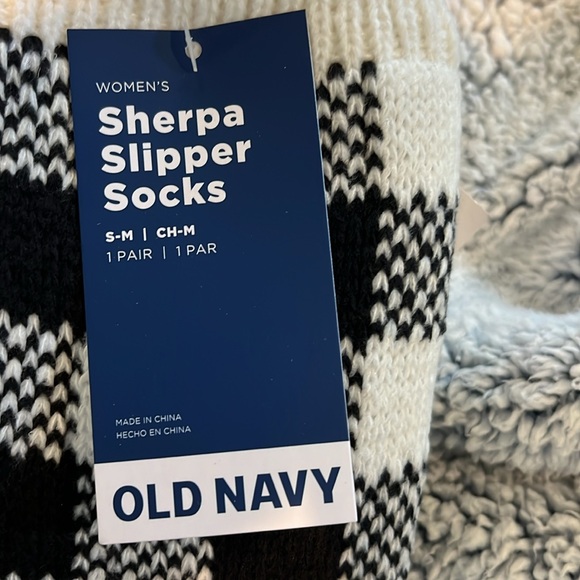 WOMEN'S
Sherpa
Slipper
Socks
S-M | CH-M
1 PAIR | 1 PAR
MADE IN CHINA
HECHO EN CHINA
OLD NAVY